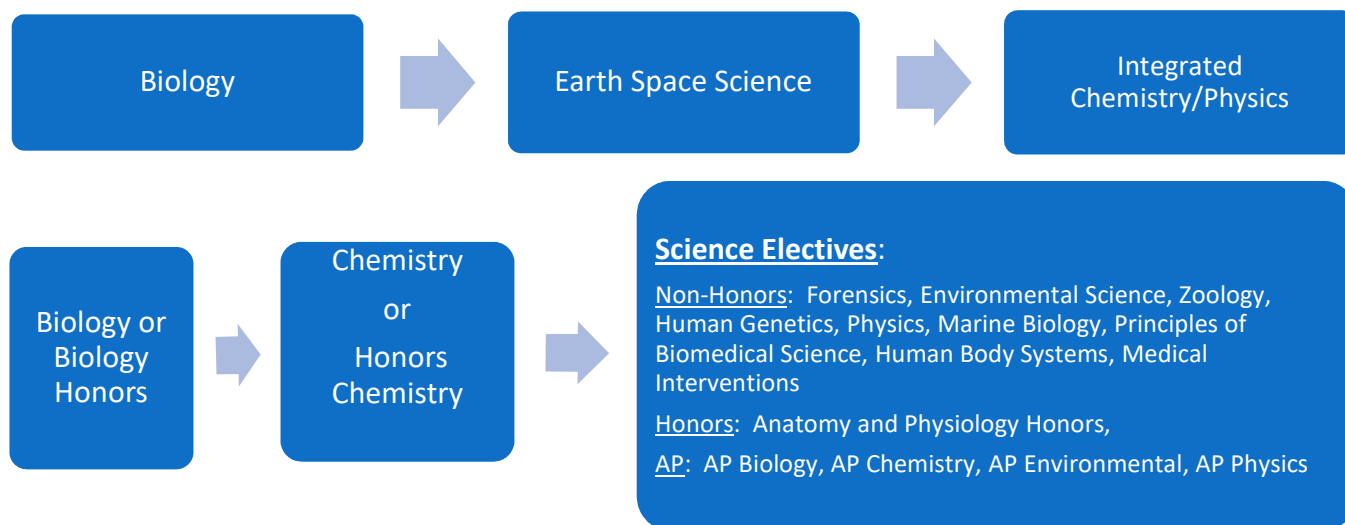 Biology
Earth Space Science
Integrated
Chemistry/Physics
Biology or
Biology
Honors
Chemistry
or
Honors
Chemistry
Science Electives:
Non-Honors:  Forensics, Environmental Science, Zoology,
Human Genetics, Physics, Marine Biology, Principles of
Biomedical Science, Human Body Systems, Medical
Interventions
Honors:  Anatomy and Physiology Honors,
AP:  AP Biology, AP Chemistry, AP Environmental, AP Physics